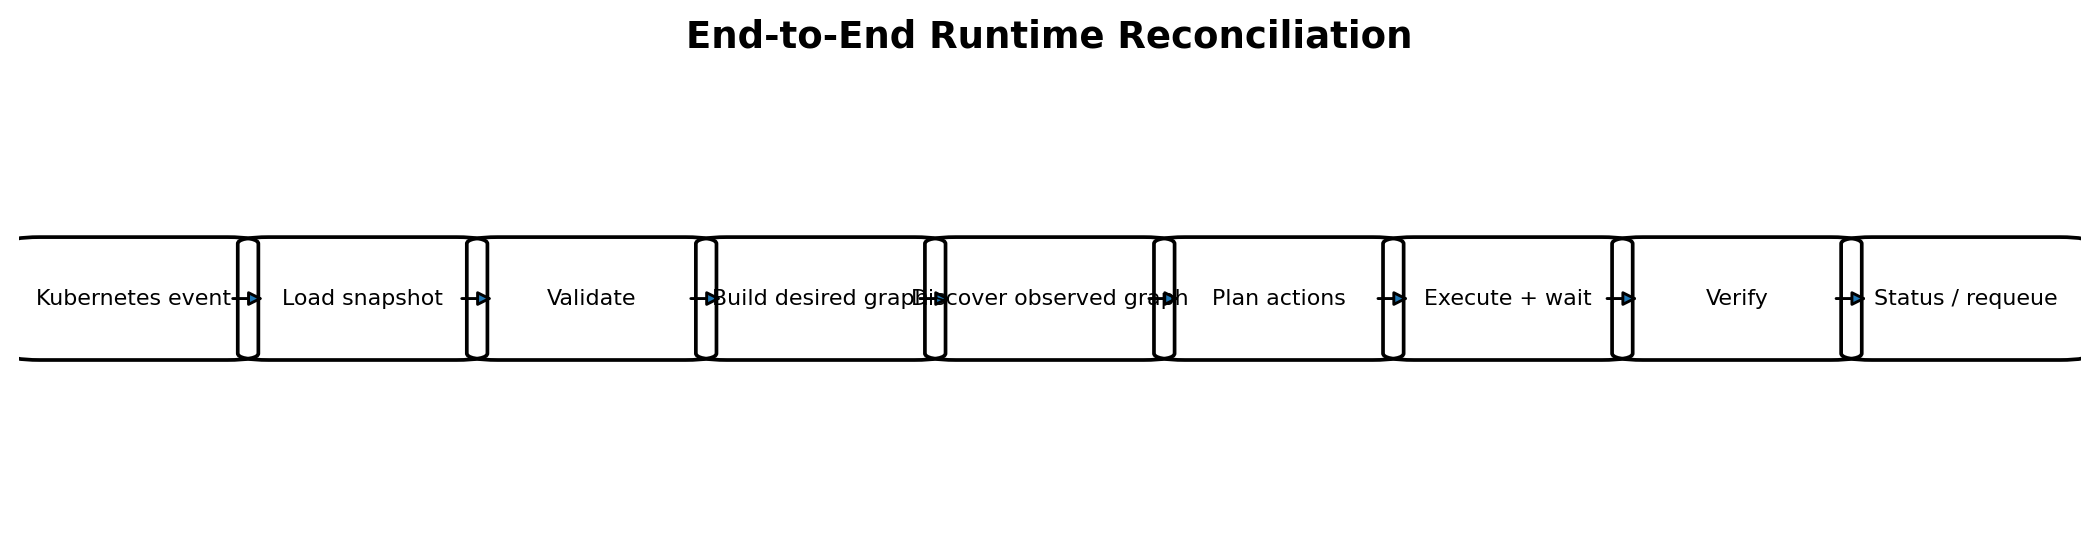 End-to-End Runtime Reconciliation
Kubernetes event
Load snapshot
Validate
Build desired graph
Discover observed graph
Plan actions
Execute + wait
Verify
Status / requeue